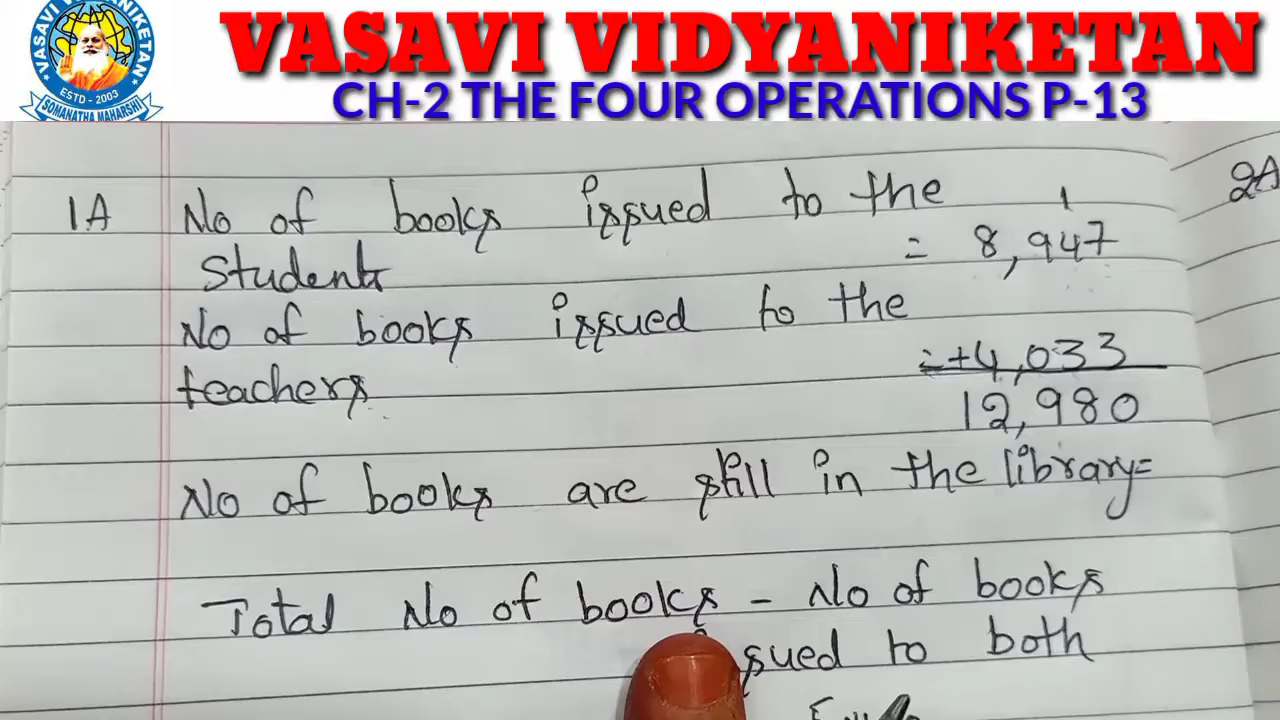 VASAVI VIDYANIKETAN
ESTD - 2003
SOMANATHA MAHARSHI
VASAVI VIDYANIKETAN
CH-2 THE FOUR OPERATIONS P-13
1A No of books issued to the
Students = 8,947
1
No of books issued to the
teachers = +4,033
12,980
No of books are still in the library=
Total No of books - No of books
sued to both
2A